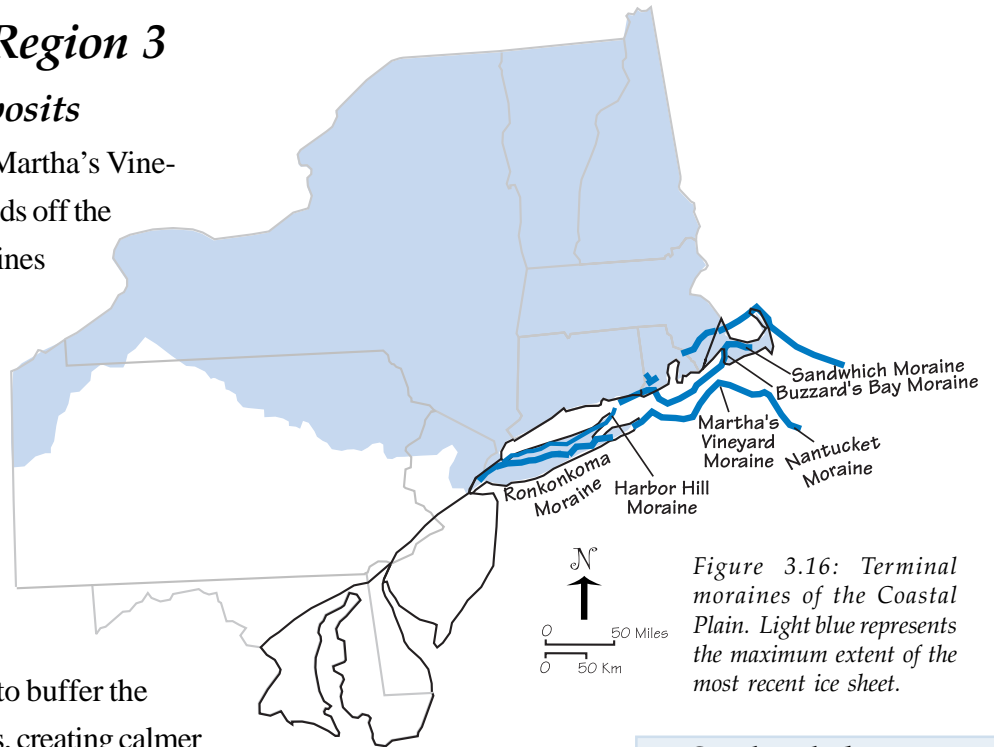 Region 3
posits
Martha's Vine-
ds off the
ines
to buffer the
s, creating calmer
Sandwhich Moraine
Buzzard's Bay Moraine
Martha's
Vineyard
Moraine
Nantucket
Moraine
Ronkonkoma
Moraine
Harbor Hill
Moraine
N
0 50 Miles
0 50 Km
Figure 3.16: Terminal
moraines of the Coastal
Plain. Light blue represents
the maximum extent of the
most recent ice sheet.